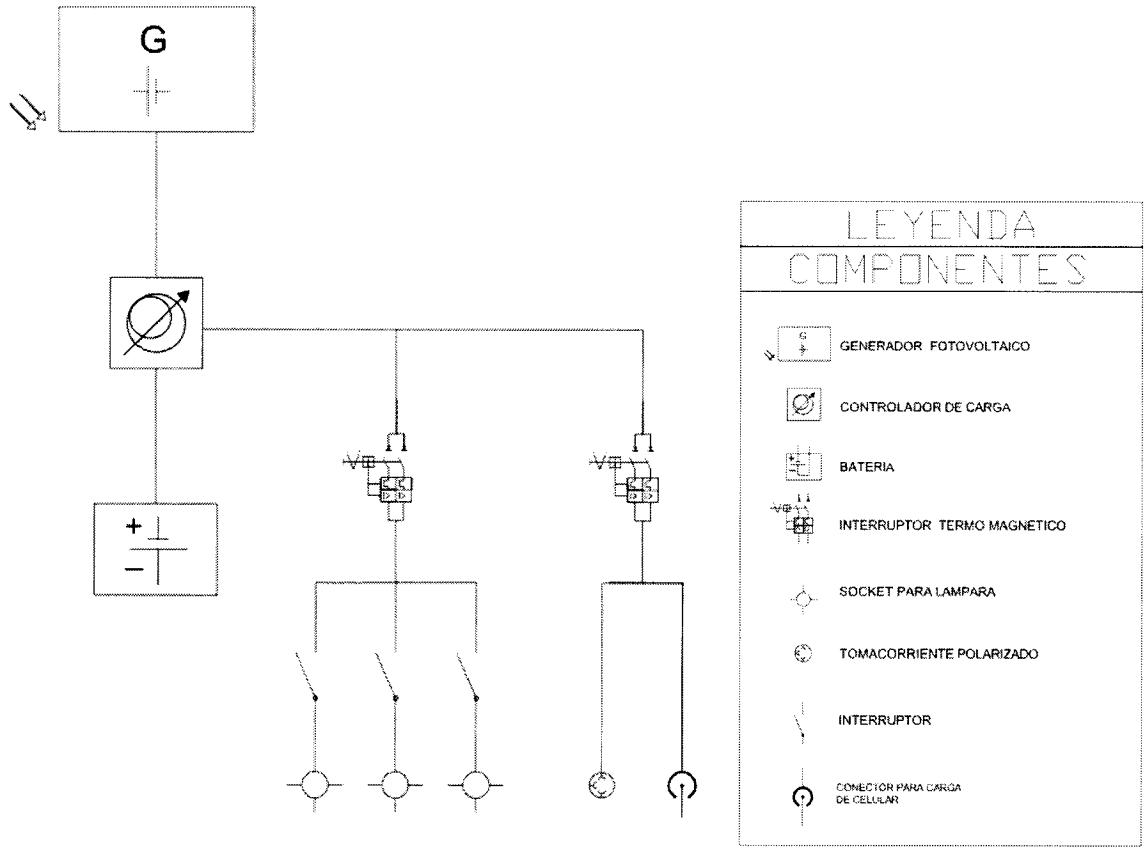 G
+
−
LEYENDA
COMPONENTES
G
GENERADOR FOTOVOLTAICO
CONTROLADOR DE CARGA
+
BATERIA
INTERRUPTOR TERMO MAGNETICO
SOCKET PARA LAMPARA
TOMACORRIENTE POLARIZADO
INTERRUPTOR
CONECTOR PARA CARGA
DE CELULAR